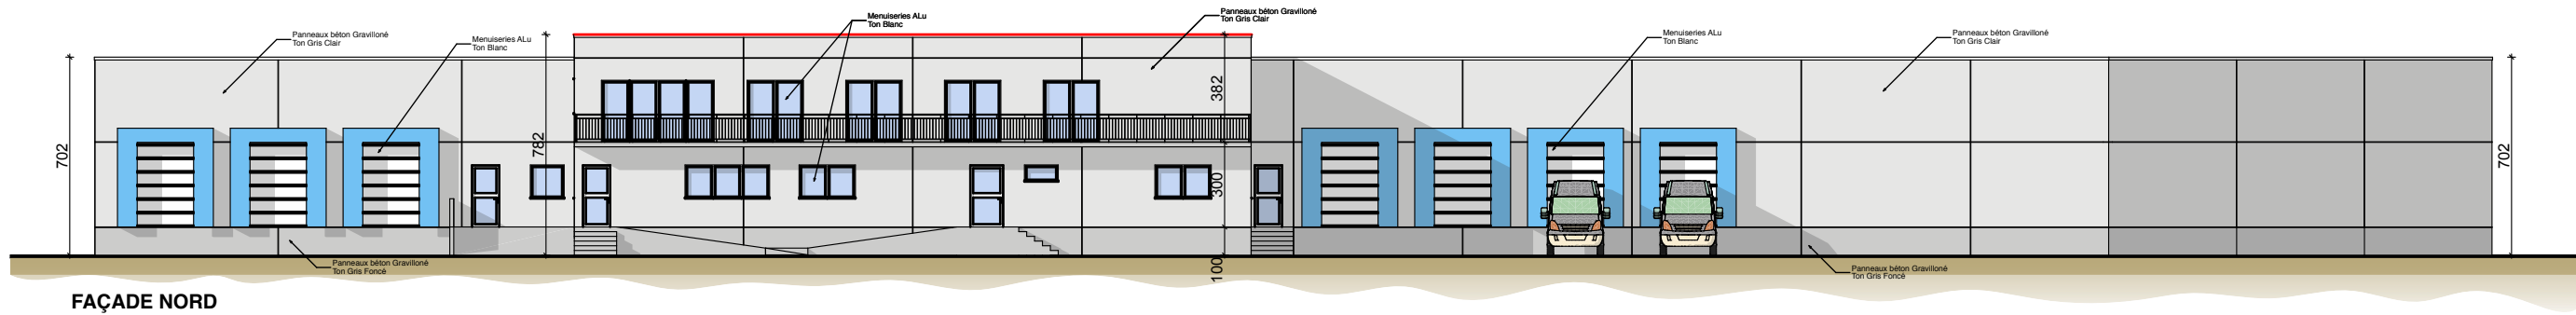 Panneaux béton Gravilloné
Ton Gris Clair
Menuiseries ALu
Ton Blanc
Menuiseries ALu
Ton Blanc
Panneaux béton Gravilloné
Ton Gris Clair
Menuiseries ALu
Ton Blanc
Panneaux béton Gravilloné
Ton Gris Clair
702
782
382
300
100
702
Panneaux béton Gravilloné
Ton Gris Foncé
Panneaux béton Gravilloné
Ton Gris Foncé
FAÇADE NORD